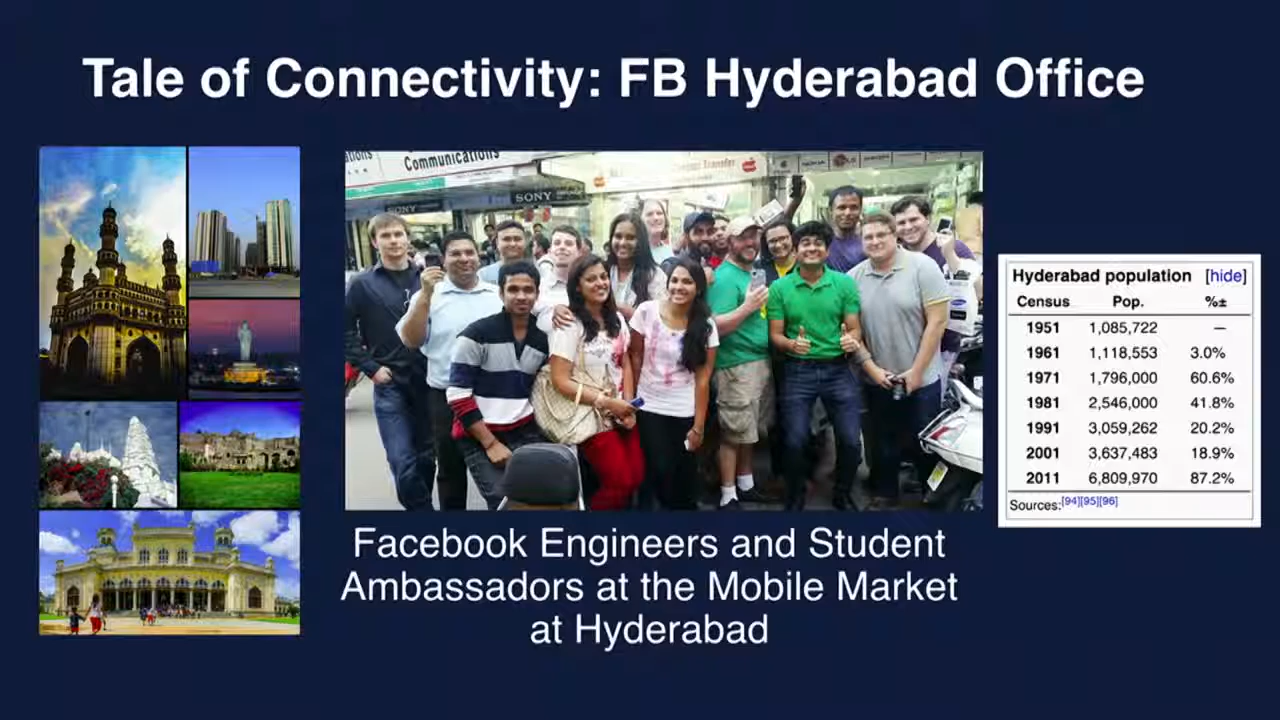 Tale of Connectivity: FB Hyderabad Office
Communications
SONY
SONY
NOKIA
Hyderabad population [hide]
Census Pop. %±
1951 1,085,722 —
1961 1,118,553 3.0%
1971 1,796,000 60.6%
1981 2,546,000 41.8%
1991 3,059,262 20.2%
2001 3,637,483 18.9%
2011 6,809,970 87.2%
Sources:[94][95][96]
Facebook Engineers and Student
Ambassadors at the Mobile Market
at Hyderabad